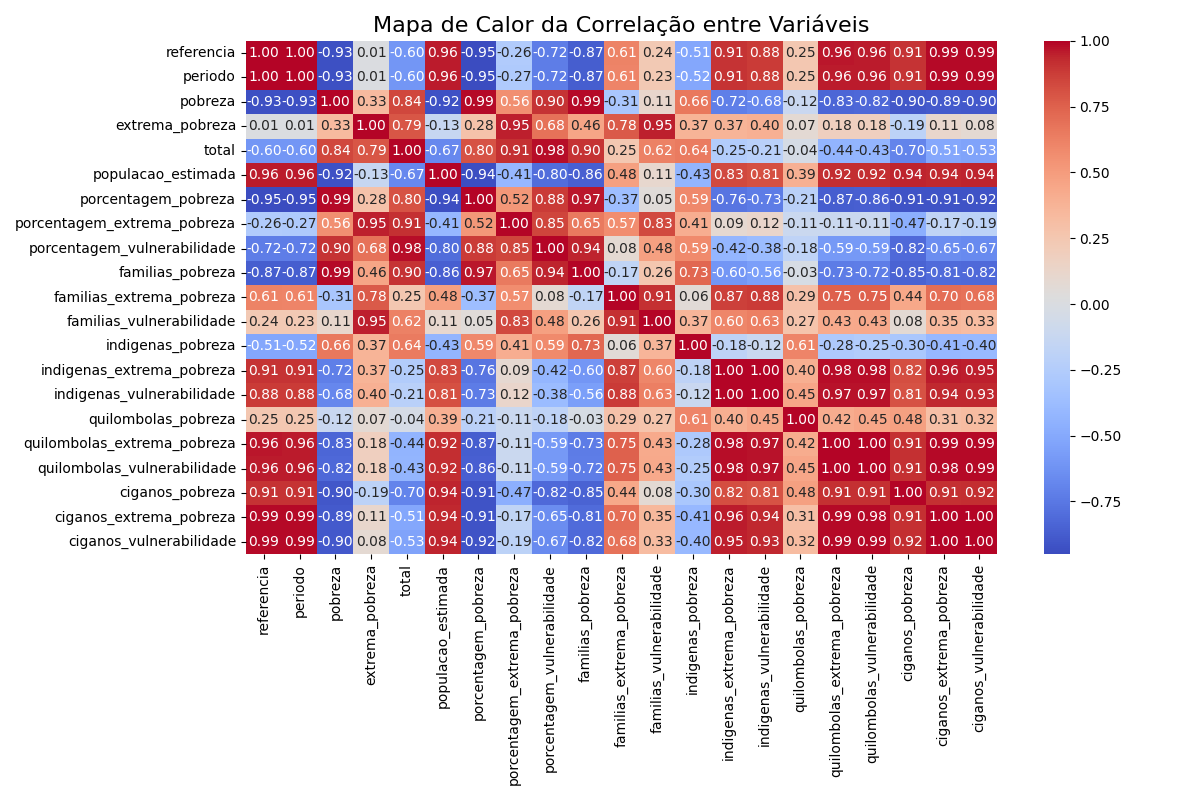 Mapa de Calor da Correlação entre Variáveis
referencia 1.00 1.00 -0.93 0.01 -0.60 0.96 -0.95 -0.26 -0.72 -0.87 0.61 0.24 -0.51 0.91 0.88 0.25 0.96 0.96 0.91 0.99 0.99
periodo 1.00 1.00 -0.93 0.01 -0.60 0.96 -0.95 -0.27 -0.72 -0.87 0.61 0.23 -0.52 0.91 0.88 0.25 0.96 0.96 0.91 0.99 0.99
pobreza -0.93 -0.93 1.00 0.33 0.84 -0.92 0.99 0.56 0.90 0.99 -0.31 0.11 0.66 -0.72 -0.68 -0.12 -0.83 -0.82 -0.90 -0.89 -0.90
extrema_pobreza 0.01 0.01 0.33 1.00 0.79 -0.13 0.28 0.95 0.68 0.46 0.78 0.95 0.37 0.37 0.40 0.07 0.18 0.18 -0.19 0.11 0.08
total -0.60 -0.60 0.84 0.79 1.00 -0.67 0.80 0.91 0.98 0.90 0.25 0.62 0.64 -0.25 -0.21 -0.04 -0.44 -0.43 -0.70 -0.51 -0.53
populacao_estimada 0.96 0.96 -0.92 -0.13 -0.67 1.00 -0.94 -0.41 -0.80 -0.86 0.48 0.11 -0.43 0.83 0.81 0.39 0.92 0.92 0.94 0.94 0.94
porcentagem_pobreza -0.95 -0.95 0.99 0.28 0.80 -0.94 1.00 0.52 0.88 0.97 -0.37 0.05 0.59 -0.76 -0.73 -0.21 -0.87 -0.86 -0.91 -0.91 -0.92
porcentagem_extrema_pobreza -0.26 -0.27 0.56 0.95 0.91 -0.41 0.52 1.00 0.85 0.65 0.57 0.83 0.41 0.09 0.12 -0.11 -0.11 -0.11 -0.47 -0.17 -0.19
porcentagem_vulnerabilidade -0.72 -0.72 0.90 0.68 0.98 -0.80 0.88 0.85 1.00 0.94 0.08 0.48 0.59 -0.42 -0.38 -0.18 -0.59 -0.59 -0.82 -0.65 -0.67
familias_pobreza -0.87 -0.87 0.99 0.46 0.90 -0.86 0.97 0.65 0.94 1.00 -0.17 0.26 0.73 -0.60 -0.56 -0.03 -0.73 -0.72 -0.85 -0.81 -0.82
familias_extrema_pobreza 0.61 0.61 -0.31 0.78 0.25 0.48 -0.37 0.57 0.08 -0.17 1.00 0.91 0.06 0.87 0.88 0.29 0.75 0.75 0.44 0.70 0.68
familias_vulnerabilidade 0.24 0.23 0.11 0.95 0.62 0.11 0.05 0.83 0.48 0.26 0.91 1.00 0.37 0.60 0.63 0.27 0.43 0.43 0.08 0.35 0.33
indigenas_pobreza -0.51 -0.52 0.66 0.37 0.64 -0.43 0.59 0.41 0.59 0.73 0.06 0.37 1.00 -0.18 -0.12 0.61 -0.28 -0.25 -0.30 -0.41 -0.40
indigenas_extrema_pobreza 0.91 0.91 -0.72 0.37 -0.25 0.83 -0.76 0.09 -0.42 -0.60 0.87 0.60 -0.18 1.00 1.00 0.40 0.98 0.98 0.82 0.96 0.95
indigenas_vulnerabilidade 0.88 0.88 -0.68 0.40 -0.21 0.81 -0.73 0.12 -0.38 -0.56 0.88 0.63 -0.12 1.00 1.00 0.45 0.97 0.97 0.81 0.94 0.93
quilombolas_pobreza 0.25 0.25 -0.12 0.07 -0.04 0.39 -0.21 -0.11 -0.18 -0.03 0.29 0.27 0.61 0.40 0.45 1.00 0.42 0.45 0.48 0.31 0.32
quilombolas_extrema_pobreza 0.96 0.96 -0.83 0.18 -0.44 0.92 -0.87 -0.11 -0.59 -0.73 0.75 0.43 -0.28 0.98 0.97 0.42 1.00 1.00 0.91 0.99 0.99
quilombolas_vulnerabilidade 0.96 0.96 -0.82 0.18 -0.43 0.92 -0.86 -0.11 -0.59 -0.72 0.75 0.43 -0.25 0.98 0.97 0.45 1.00 1.00 0.91 0.98 0.99
ciganos_pobreza 0.91 0.91 -0.90 -0.19 -0.70 0.94 -0.91 -0.47 -0.82 -0.85 0.44 0.08 -0.30 0.82 0.81 0.48 0.91 0.91 1.00 0.91 0.92
ciganos_extrema_pobreza 0.99 0.99 -0.89 0.11 -0.51 0.94 -0.91 -0.17 -0.65 -0.81 0.70 0.35 -0.41 0.96 0.94 0.31 0.99 0.98 0.91 1.00 1.00
ciganos_vulnerabilidade 0.99 0.99 -0.90 0.08 -0.53 0.94 -0.92 -0.19 -0.67 -0.82 0.68 0.33 -0.40 0.95 0.93 0.32 0.99 0.99 0.92 1.00 1.00
referencia
periodo
pobreza
extrema_pobreza
total
populacao_estimada
porcentagem_pobreza
porcentagem_extrema_pobreza
porcentagem_vulnerabilidade
familias_pobreza
familias_extrema_pobreza
familias_vulnerabilidade
indigenas_pobreza
indigenas_extrema_pobreza
indigenas_vulnerabilidade
quilombolas_pobreza
quilombolas_extrema_pobreza
quilombolas_vulnerabilidade
ciganos_pobreza
ciganos_extrema_pobreza
ciganos_vulnerabilidade
1.00
0.75
0.50
0.25
0.00
−0.25
−0.50
−0.75